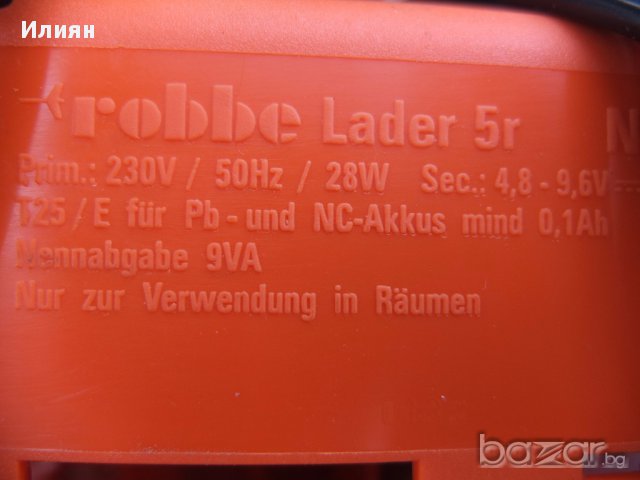 Илиян
robbe Lader 5r N
Prim.: 230V / 50Hz / 28W Sec.: 4,8 - 9,6V
T25 / E für Pb - und NC-Akkus mind 0,1Ah
Nennabgabe 9VA
Nur zur Verwendung in Räumen
bazar.bg